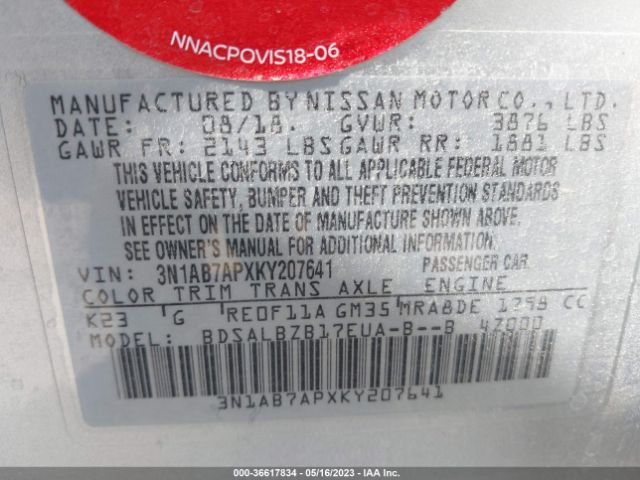 NNACPOVIS18-06
MANUFACTURED BY NISSAN MOTOR CO., LTD.
DATE: 08/18. GVWR: 3876 LBS
GAWR FR: 2143 LBS GAWR RR: 1881 LBS
THIS VEHICLE CONFORMS TO ALL APPLICABLE FEDERAL MOTOR
VEHICLE SAFETY, BUMPER AND THEFT PREVENTION STANDARDS
IN EFFECT ON THE DATE OF MANUFACTURE SHOWN ABOVE.
SEE OWNER'S MANUAL FOR ADDITIONAL INFORMATION.
VIN: 3N1AB7APXKY207641 PASSENGER CAR
COLOR TRIM TRANS AXLE ENGINE
K23 G RE0F11A GM35 MRA8DE 1798 CC
MODEL: BDSALBZB17EUA-B--B 4Z000
3N1AB7APXKY207641
000-36617834 - 05/16/2023 - IAA Inc.